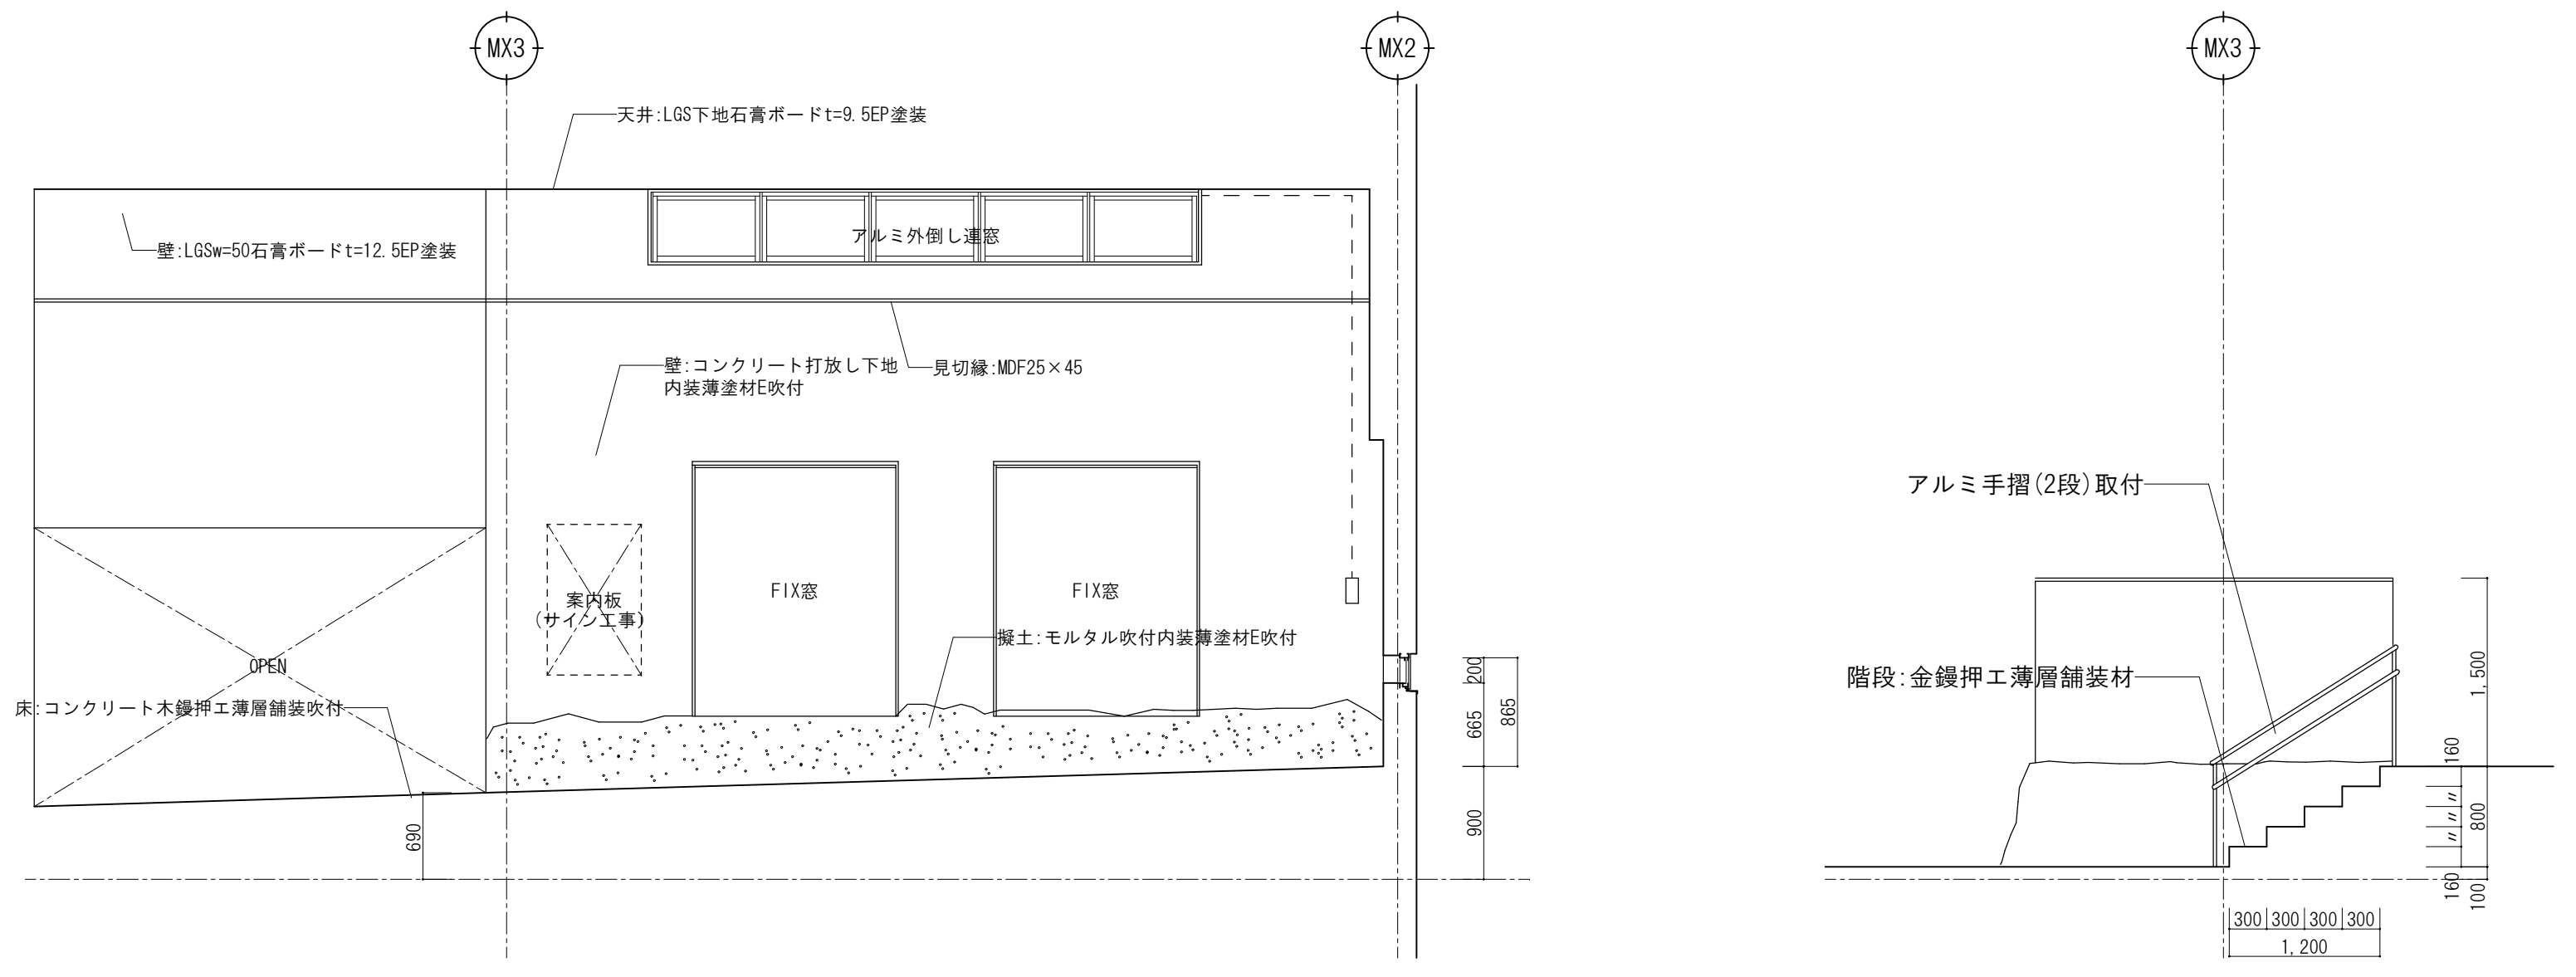 MX3
MX2
MX3
天井:LGS下地石膏ボードt=9.5EP塗装
壁:LGSw=50石膏ボードt=12.5EP塗装
アルミ外倒し連窓
壁:コンクリート打放し下地
内装薄塗材E吹付
見切縁:MDF25×45
FIX窓
FIX窓
案内板
(サイン工事)
擬土:モルタル吹付内装薄塗材E吹付
OPEN
床:コンクリート木鏝押エ薄層舗装吹付
690
200
665
865
900
アルミ手摺(2段)取付
階段:金鏝押エ薄層舗装材
1,500
160
〃
〃
〃
800
160
100
300
300
300
300
1,200